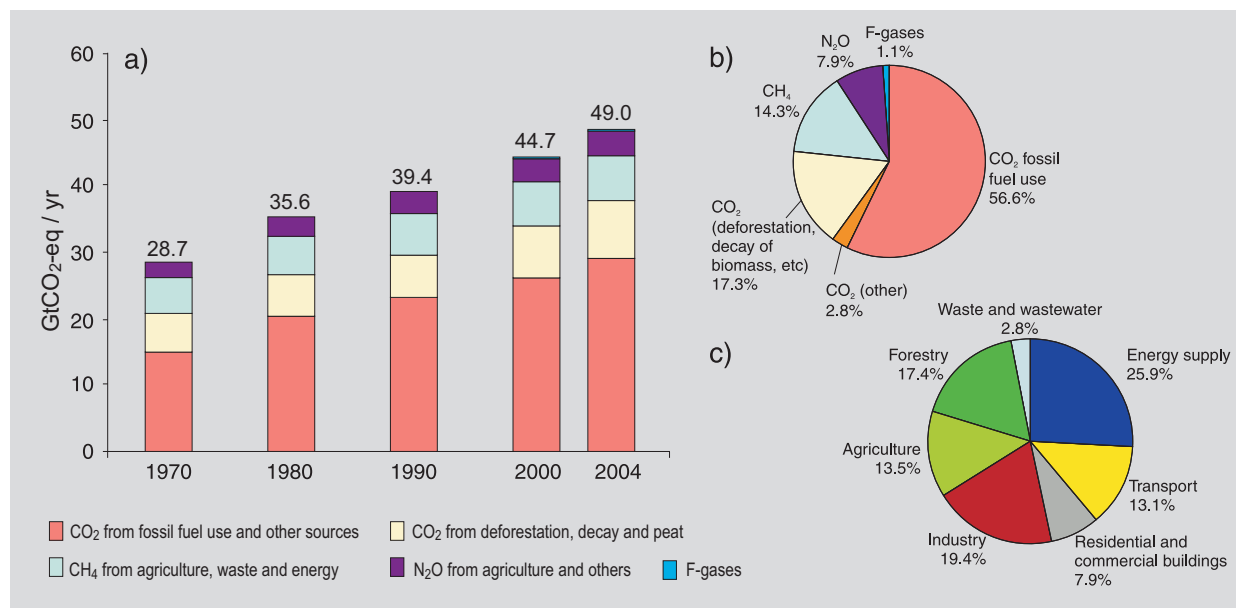 a)
GtCO₂-eq / yr
60
50
40
30
20
10
0
28.7
35.6
39.4
44.7
49.0
1970
1980
1990
2000
2004
CO₂ from fossil fuel use and other sources
CO₂ from deforestation, decay and peat
CH₄ from agriculture, waste and energy
N₂O from agriculture and others
F-gases
b)
F-gases
1.1%
N₂O
7.9%
CH₄
14.3%
CO₂ fossil
fuel use
56.6%
CO₂
(deforestation,
decay of
biomass, etc)
17.3%
CO₂ (other)
2.8%
c)
Waste and wastewater
2.8%
Forestry
17.4%
Energy supply
25.9%
Agriculture
13.5%
Transport
13.1%
Industry
19.4%
Residential and
commercial buildings
7.9%